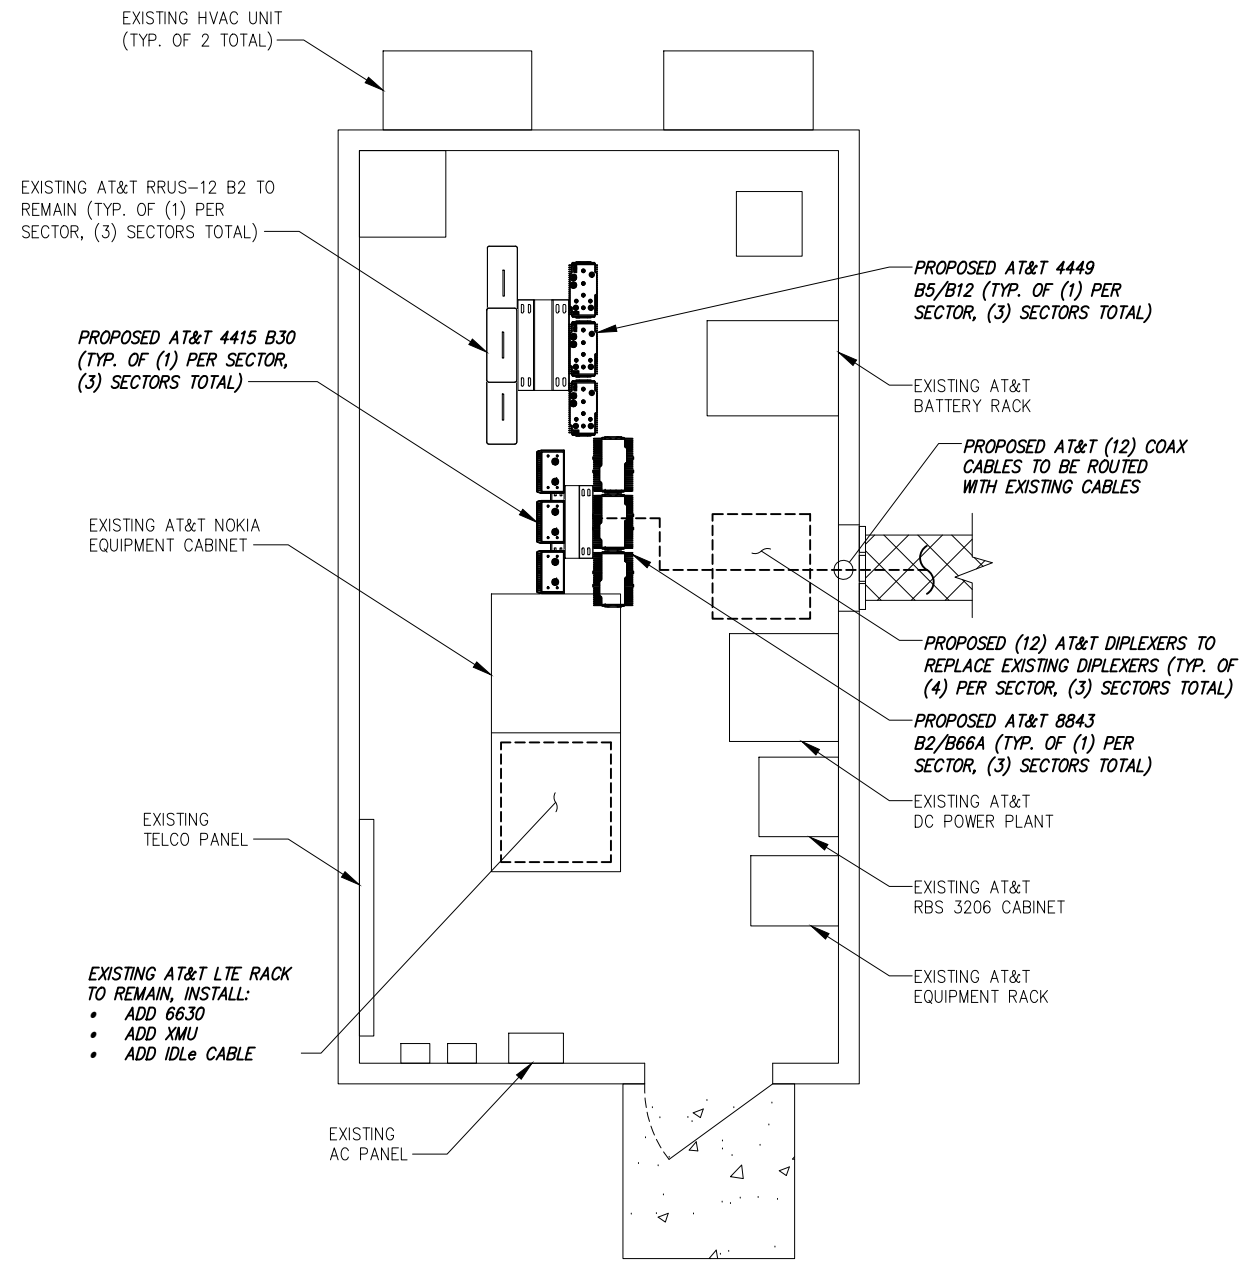 EXISTING HVAC UNIT
(TYP. OF 2 TOTAL)
EXISTING AT&T RRUS-12 B2 TO
REMAIN (TYP. OF (1) PER
SECTOR, (3) SECTORS TOTAL)
PROPOSED AT&T 4415 B30
(TYP. OF (1) PER SECTOR,
(3) SECTORS TOTAL)
EXISTING AT&T NOKIA
EQUIPMENT CABINET
EXISTING
TELCO PANEL
EXISTING AT&T LTE RACK
TO REMAIN, INSTALL:
• ADD 6630
• ADD XMU
• ADD IDLe CABLE
EXISTING
AC PANEL
PROPOSED AT&T 4449
B5/B12 (TYP. OF (1) PER
SECTOR, (3) SECTORS TOTAL)
EXISTING AT&T
BATTERY RACK
PROPOSED AT&T (12) COAX
CABLES TO BE ROUTED
WITH EXISTING CABLES
PROPOSED (12) AT&T DIPLEXERS TO
REPLACE EXISTING DIPLEXERS (TYP. OF
(4) PER SECTOR, (3) SECTORS TOTAL)
PROPOSED AT&T 8843
B2/B66A (TYP. OF (1) PER
SECTOR, (3) SECTORS TOTAL)
EXISTING AT&T
DC POWER PLANT
EXISTING AT&T
RBS 3206 CABINET
EXISTING AT&T
EQUIPMENT RACK